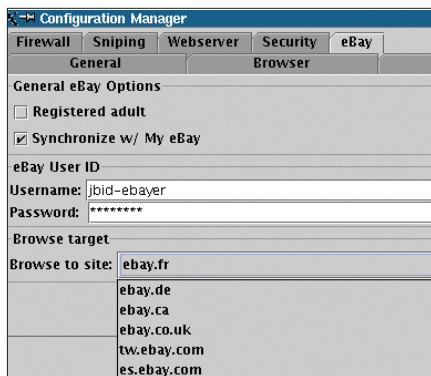 Configuration Manager
Firewall Sniping Webserver Security eBay
General Browser
General eBay Options
Registered adult
Synchronize w/ My eBay
eBay User ID
Username: jbid-ebayer
Password: ********
Browse target
Browse to site: ebay.fr
ebay.de
ebay.ca
ebay.co.uk
tw.ebay.com
es.ebay.com